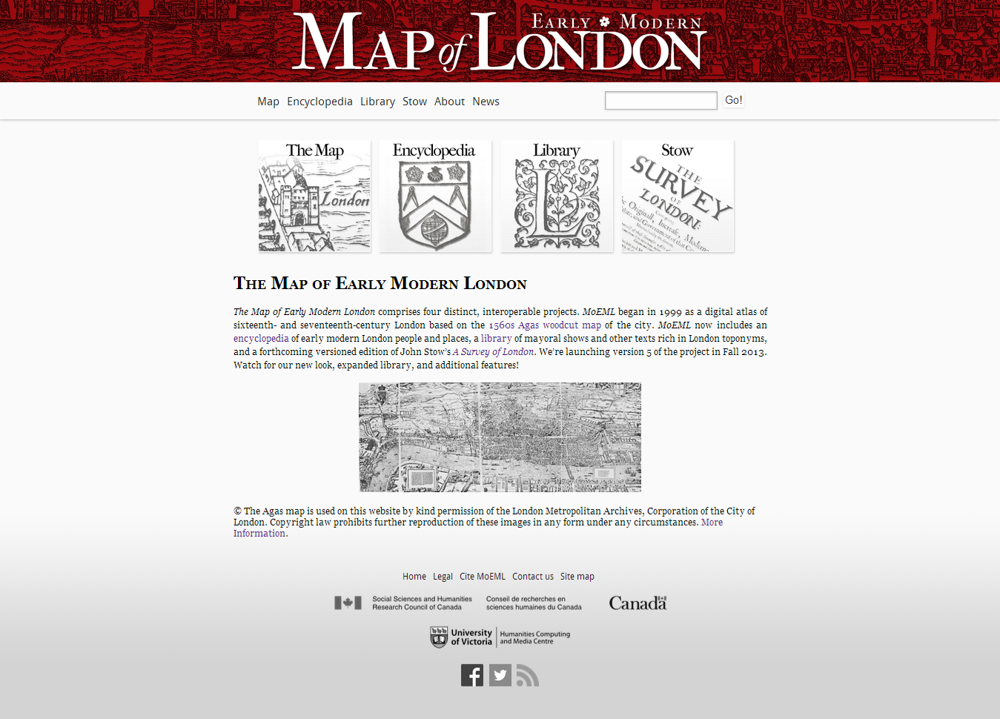 EARLY MODERN
MAP of LONDON
Map Encyclopedia Library Stow About News Go!
The Map Encyclopedia Library Stow
London
THE
SURVEY
OF
LONDON:
Originall, Increase, Moderne
THE MAP OF EARLY MODERN LONDON
The Map of Early Modern London comprises four distinct, interoperable projects. MoEML began in 1999 as a digital atlas of
sixteenth- and seventeenth-century London based on the 1560s Agas woodcut map of the city. MoEML now includes an
encyclopedia of early modern London people and places, a library of mayoral shows and other texts rich in London toponyms,
and a forthcoming versioned edition of John Stow’s A Survey of London. We’re launching version 5 of the project in Fall 2013.
Watch for our new look, expanded library, and additional features!
© The Agas map is used on this website by kind permission of the London Metropolitan Archives, Corporation of the City of
London. Copyright law prohibits further reproduction of these images in any form under any circumstances. More
Information.
Home Legal Cite MoEML Contact us Site map
Social Sciences and Humanities Conseil de recherches en Canada
Research Council of Canada sciences humaines du Canada
University Humanities Computing
of Victoria and Media Centre